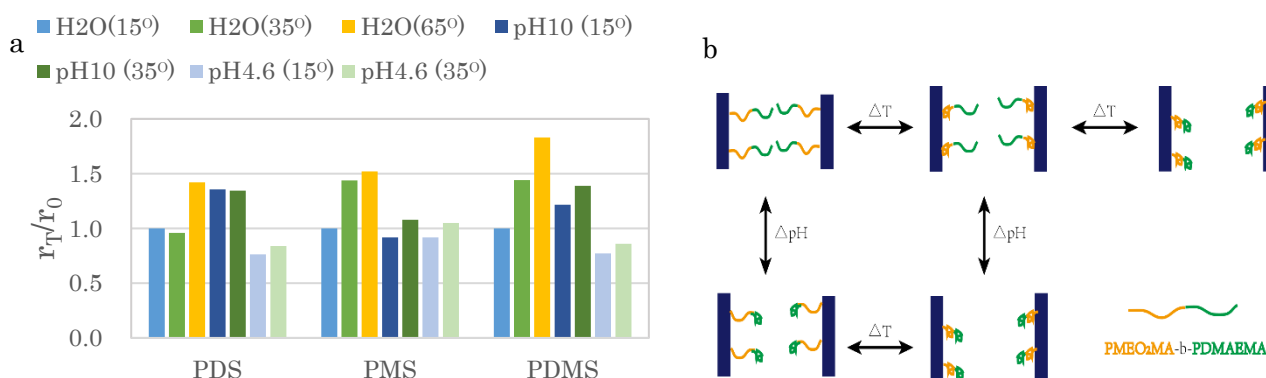 H2O(15º) H2O(35º) H2O(65º) pH10 (15º)
a
pH10 (35º) pH4.6 (15º) pH4.6 (35º)
2.0
1.5
1.0
0.5
0.0
rT/r0
PDS PMS PDMS
b
△T △T
△pH △pH
△T
PMEO2MA-b-PDMAEMA